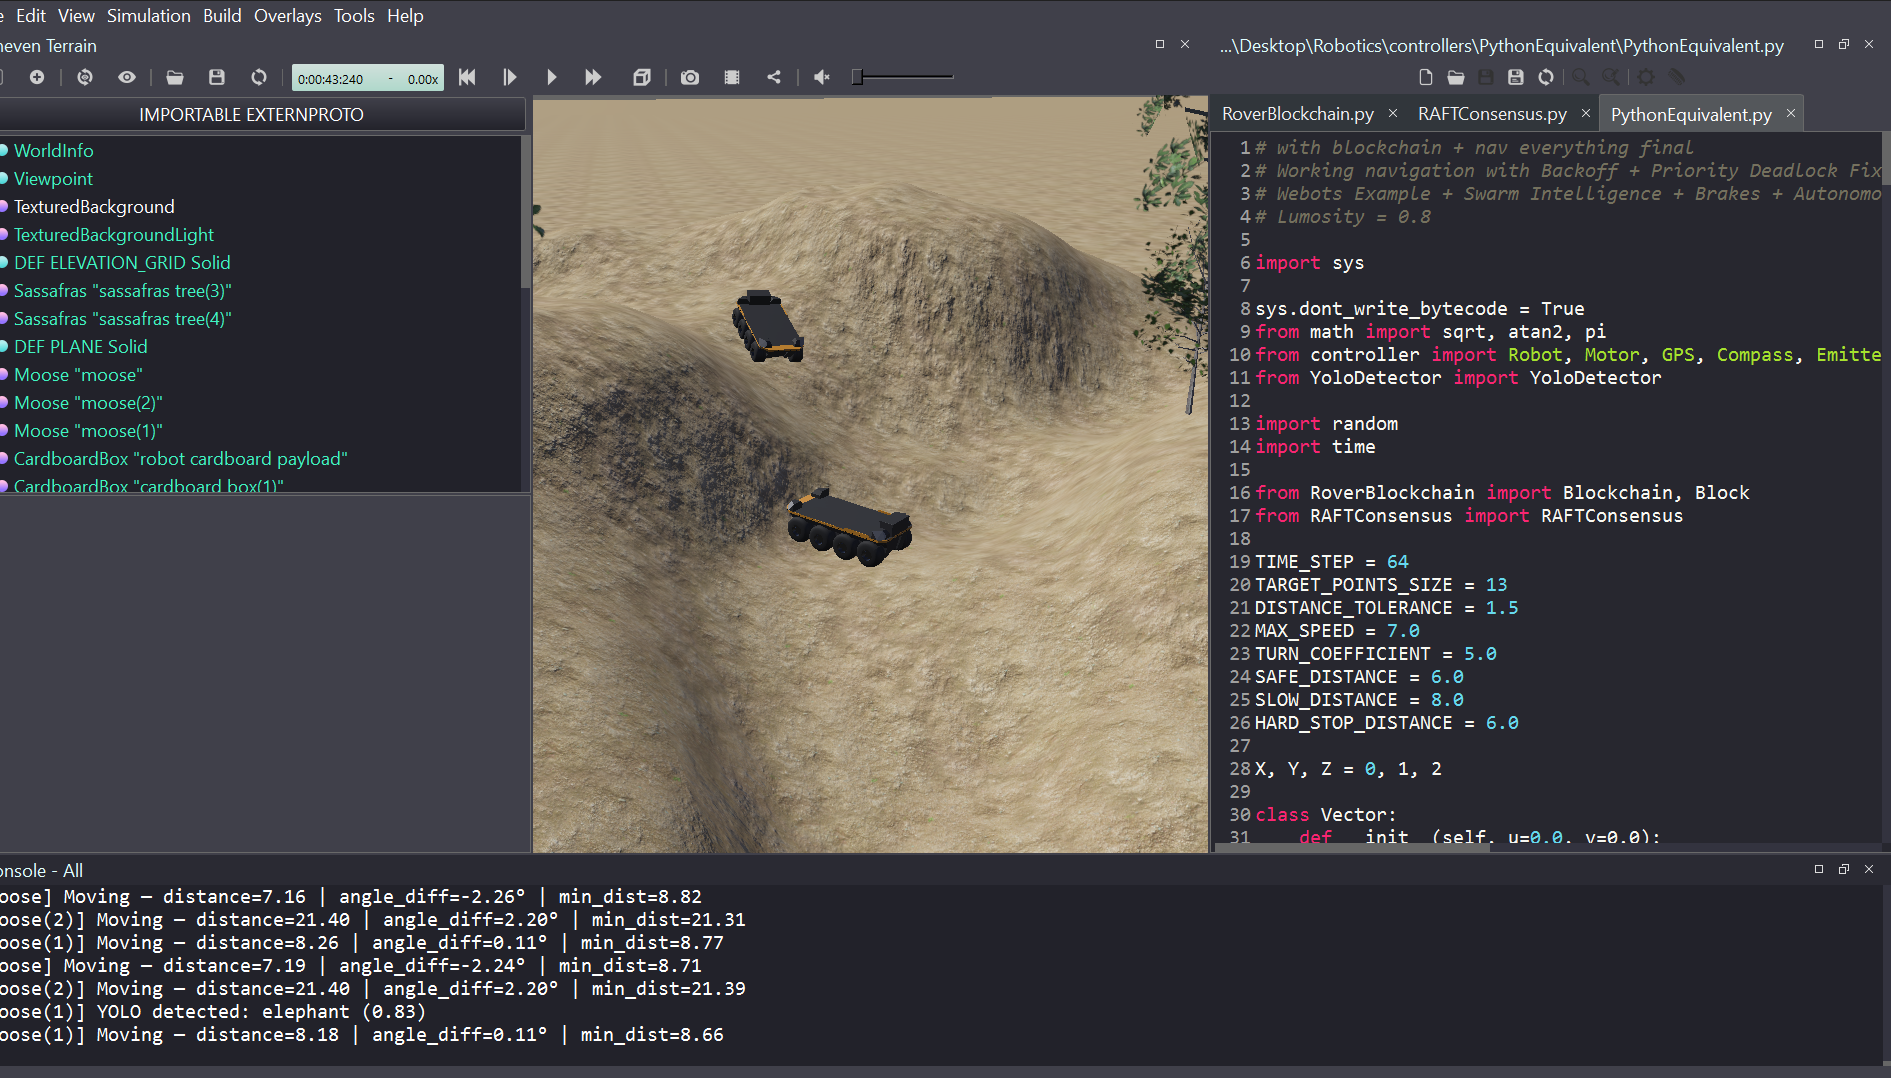 e Edit View Simulation Build Overlays Tools Help
neven Terrain
...\Desktop\Robotics\controllers\PythonEquivalent\PythonEquivalent.py
0:00:43:240 - 0.00x
IMPORTABLE EXTERNPROTO
WorldInfo
Viewpoint
TexturedBackground
TexturedBackgroundLight
DEF ELEVATION_GRID Solid
Sassafras "sassafras tree(3)"
Sassafras "sassafras tree(4)"
DEF PLANE Solid
Moose "moose"
Moose "moose(2)"
Moose "moose(1)"
CardboardBox "robot cardboard payload"
CardboardBox "cardboard box(1)"
RoverBlockchain.py × RAFTConsensus.py × PythonEquivalent.py ×
1 # with blockchain + nav everything final
2 # Working navigation with Backoff + Priority Deadlock Fix
3 # Webots Example + Swarm Intelligence + Brakes + Autonomo
4 # Lumosity = 0.8
5
6 import sys
7
8 sys.dont_write_bytecode = True
9 from math import sqrt, atan2, pi
10 from controller import Robot, Motor, GPS, Compass, Emitte
11 from YoloDetector import YoloDetector
12
13 import random
14 import time
15
16 from RoverBlockchain import Blockchain, Block
17 from RAFTConsensus import RAFTConsensus
18
19 TIME_STEP = 64
20 TARGET_POINTS_SIZE = 13
21 DISTANCE_TOLERANCE = 1.5
22 MAX_SPEED = 7.0
23 TURN_COEFFICIENT = 5.0
24 SAFE_DISTANCE = 6.0
25 SLOW_DISTANCE = 8.0
26 HARD_STOP_DISTANCE = 6.0
27
28 X, Y, Z = 0, 1, 2
29
30 class Vector:
31     def __init__(self, u=0.0, v=0.0):
onsole - All
oose] Moving — distance=7.16 | angle_diff=-2.26° | min_dist=8.82
oose(2)] Moving — distance=21.40 | angle_diff=2.20° | min_dist=21.31
oose(1)] Moving — distance=8.26 | angle_diff=0.11° | min_dist=8.77
oose] Moving — distance=7.19 | angle_diff=-2.24° | min_dist=8.71
oose(2)] Moving — distance=21.40 | angle_diff=2.20° | min_dist=21.39
oose(1)] YOLO detected: elephant (0.83)
oose(1)] Moving — distance=8.18 | angle_diff=0.11° | min_dist=8.66